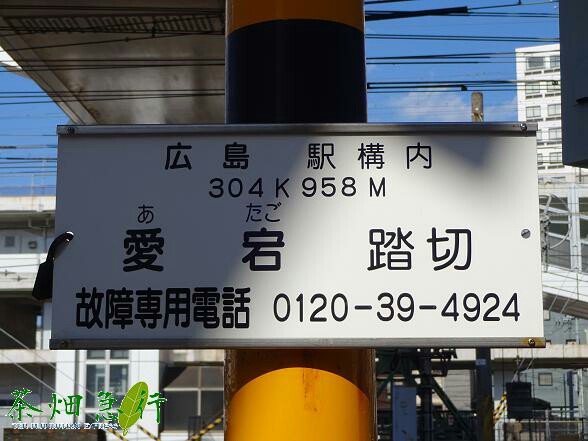 広島 駅構内
304K958M
あ たご
愛宕踏切
故障専用電話 0120-39-4924
茶畑急行